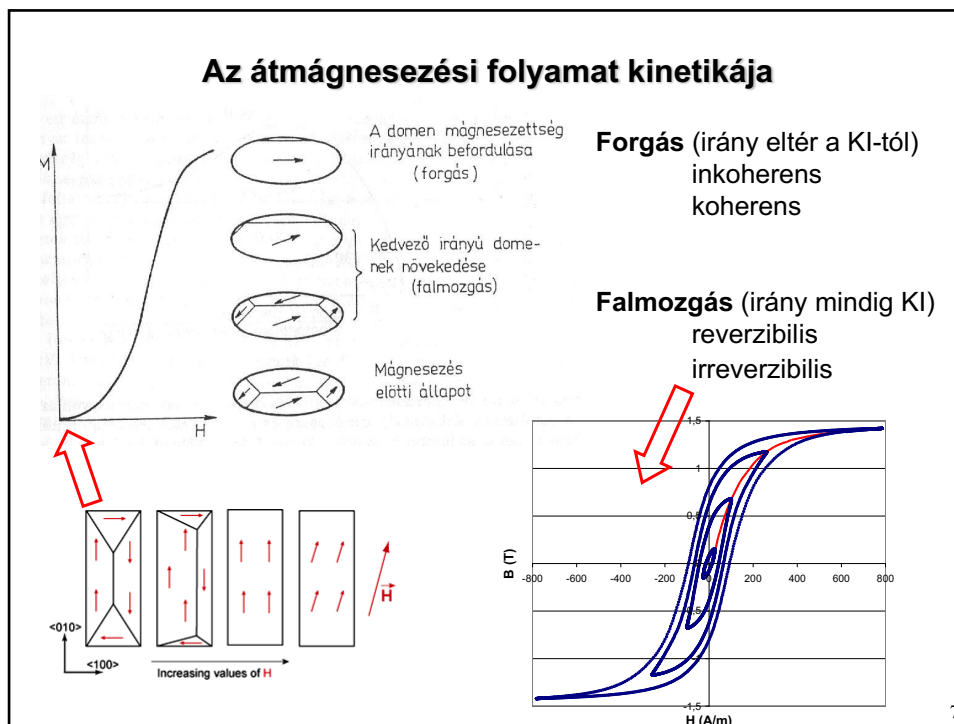 Az átmágnesezési folyamat kinetikája
M
H
A domen mágnesezettség
irányának befordulása
(forgás)
Kedvező irányú dome-
nek növekedése
(falmozgás)
Mágnesezés
elötti állapot
Forgás (irány eltér a KI-tól)
inkoherens
koherens
Falmozgás (irány mindig KI)
reverzibilis
irreverzibilis
<010>
<100>
Increasing values of H
H
B (T)
1,5
1
0,5
-800 -600 -400 -200 0 200 400 600 800
-1,5
H (A/m)